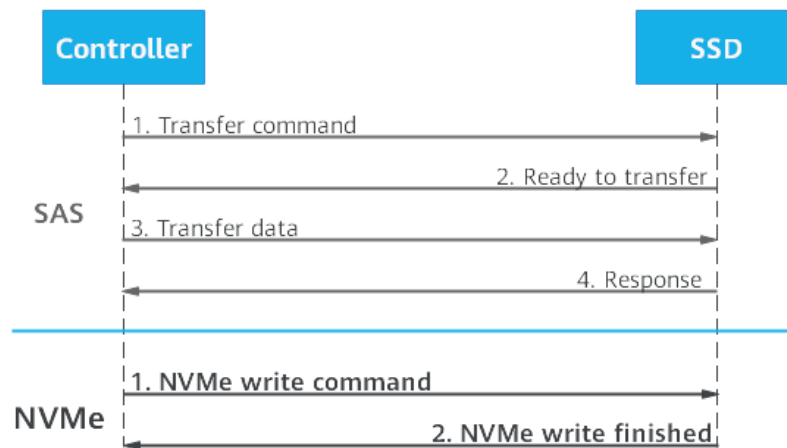 Controller
SSD
1. Transfer command
2. Ready to transfer
SAS
3. Transfer data
4. Response
1. NVMe write command
NVMe
2. NVMe write finished